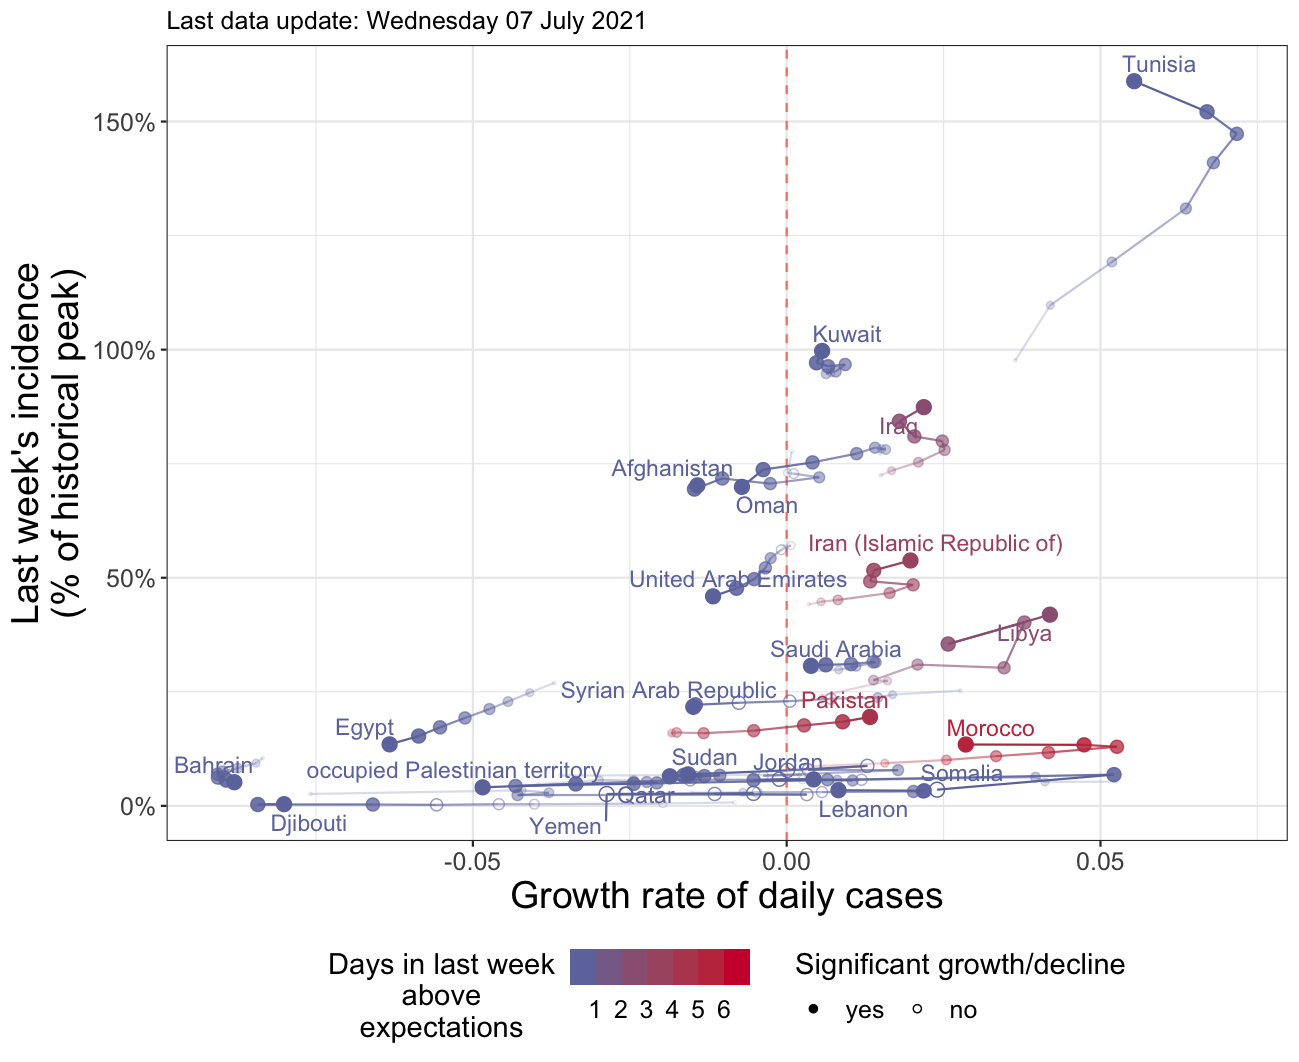 Last data update: Wednesday 07 July 2021
Tunisia
150%
Kuwait
100%
Iraq
Afghanistan
Oman
Iran (Islamic Republic of)
50%
United Arab Emirates
Libya
Saudi Arabia
Syrian Arab Republic
Pakistan
Egypt
Morocco
Bahrain
Sudan
Jordan
occupied Palestinian territory
Somalia
Qatar
0%
Lebanon
Djibouti
Yemen
Last week's incidence
(% of historical peak)
-0.05
0.00
0.05
Growth rate of daily cases
Days in last week
above
expectations
1 2 3 4 5 6
Significant growth/decline
yes
no